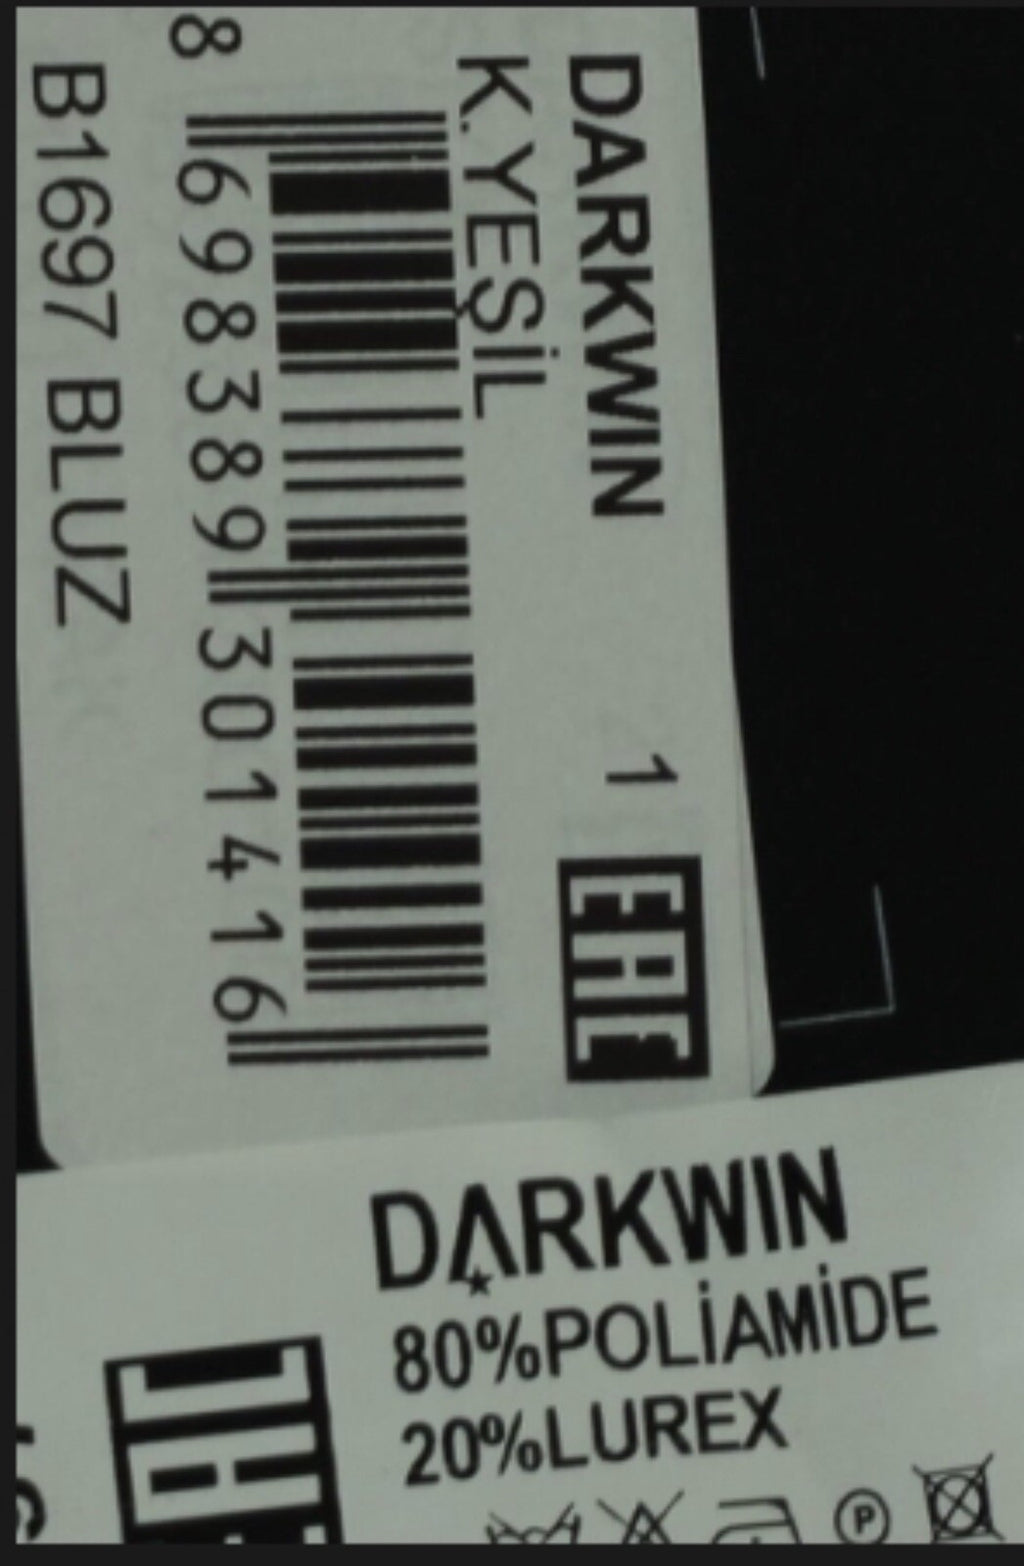 DARKWIN 1
K.YEŞİL
8 698389 301416
B1697 BLUZ
DARKWIN
80%POLİAMİDE
20%LUREX
P